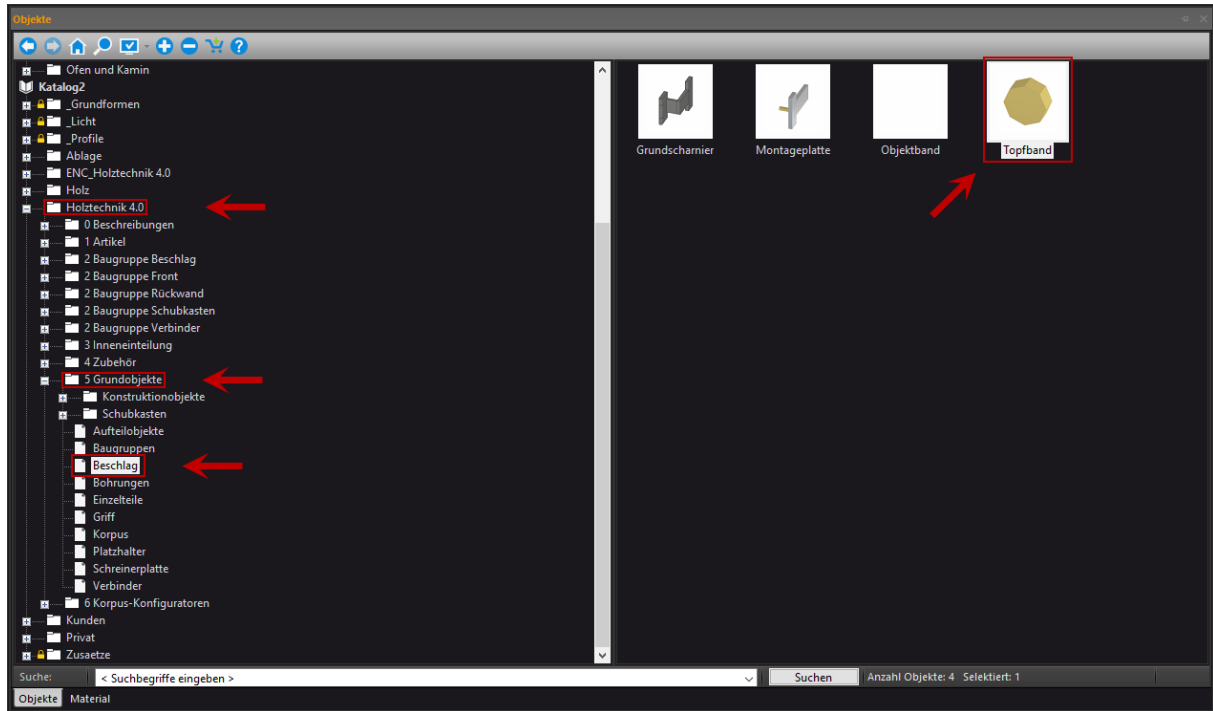 Objekte
Ofen und Kamin
Katalog2
_Grundformen
_Licht
_Profile
Ablage
ENC_Holztechnik 4.0
Holz
Holztechnik 4.0
0 Beschreibungen
1 Artikel
2 Baugruppe Beschlag
2 Baugruppe Front
2 Baugruppe Rückwand
2 Baugruppe Schubkasten
2 Baugruppe Verbinder
3 Inneneinteilung
4 Zubehör
5 Grundobjekte
Konstruktionobjekte
Schubkasten
Aufteilobjekte
Baugruppen
Beschlag
Bohrungen
Einzelteile
Griff
Korpus
Platzhalter
Schreinerplatte
Verbinder
6 Korpus-Konfiguratoren
Kunden
Privat
Zusaetze
Grundscharnier Montageplatte Objektband Topfband
Suche: < Suchbegriffe eingeben > Suchen Anzahl Objekte: 4 Selektiert: 1
Objekte Material